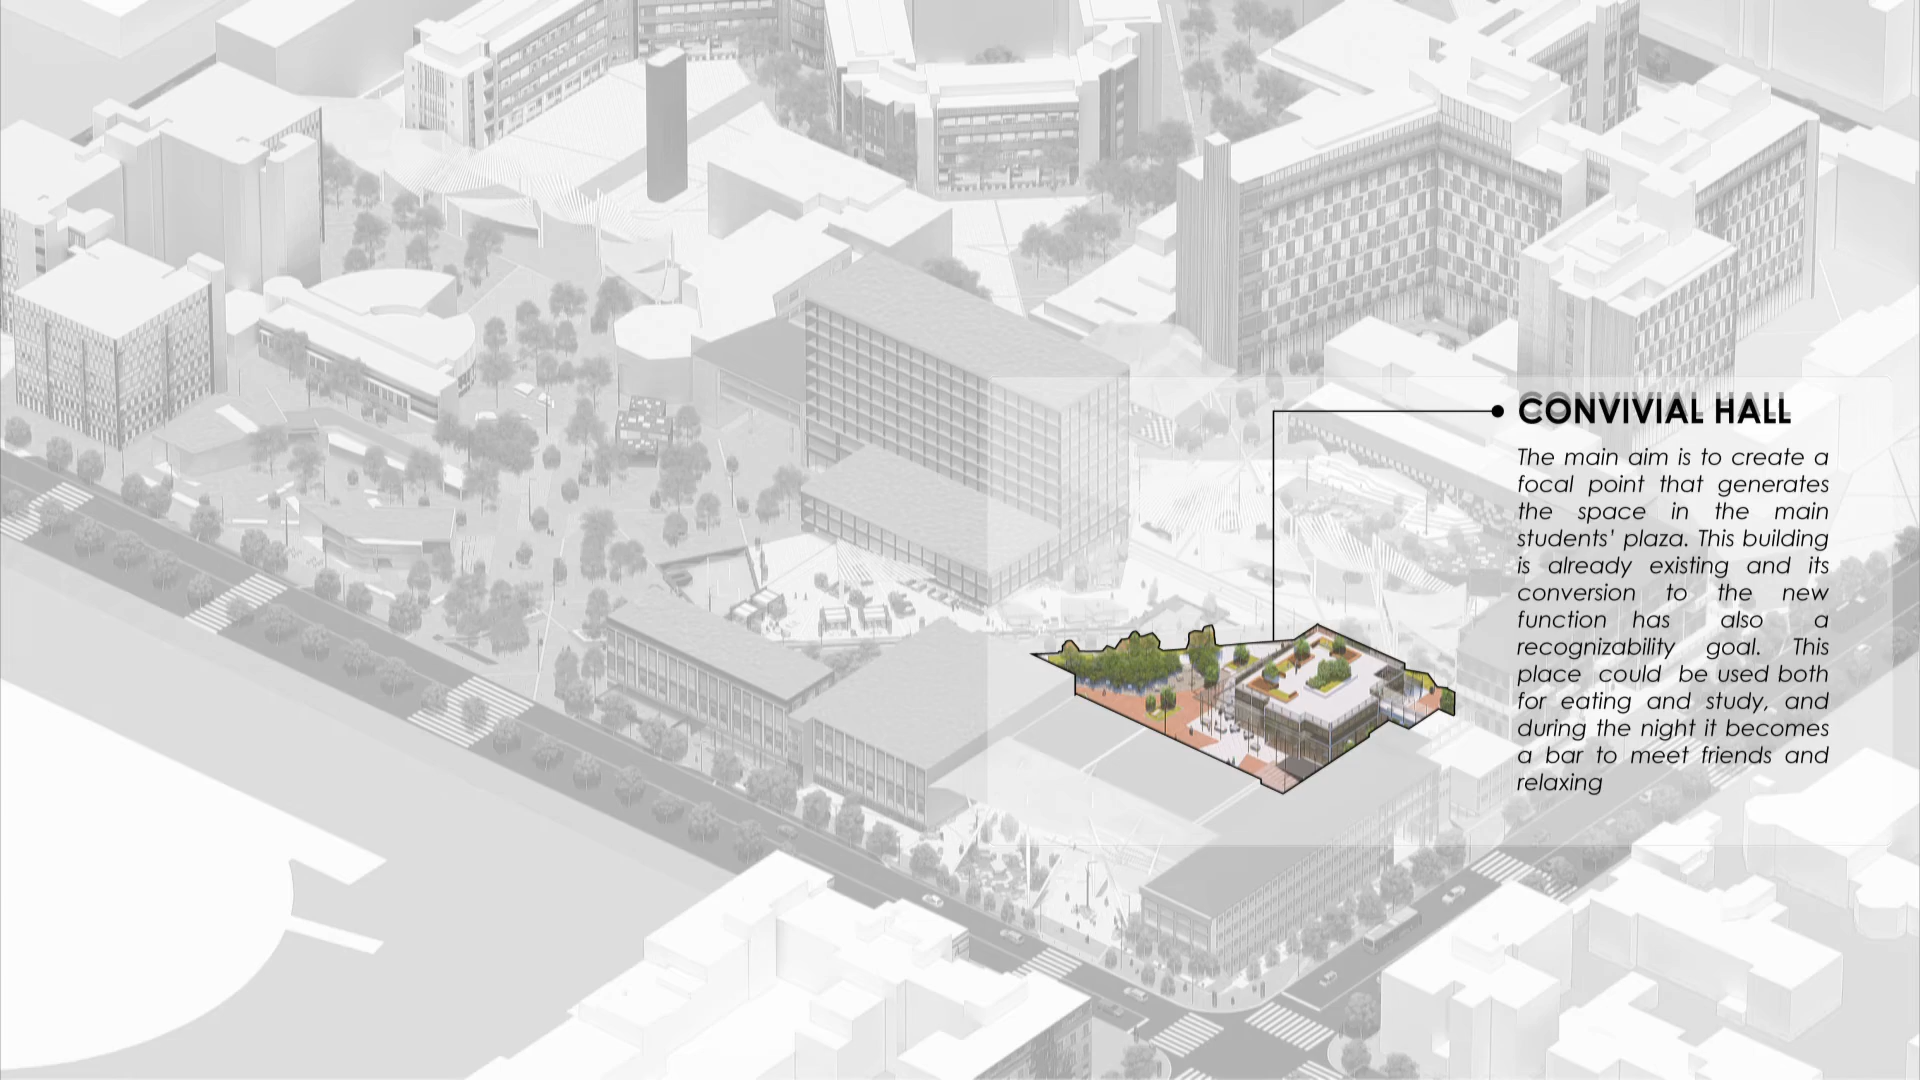 CONVIVIAL HALL
The main aim is to create a
focal point that generates
the space in the main
students' plaza. This building
is already existing and its
conversion to the new
function has also a
recognizability goal. This
place could be used both
for eating and study, and
during the night it becomes
a bar to meet friends and
relaxing